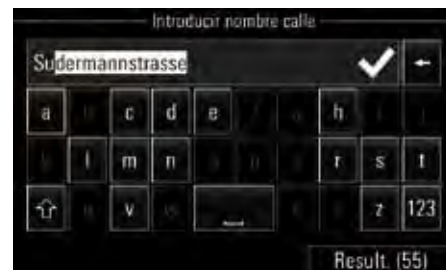 Introducir nombre calle
Sudermannstrasse
a c d e h
l m n r s t
v z 123
Result. (55)